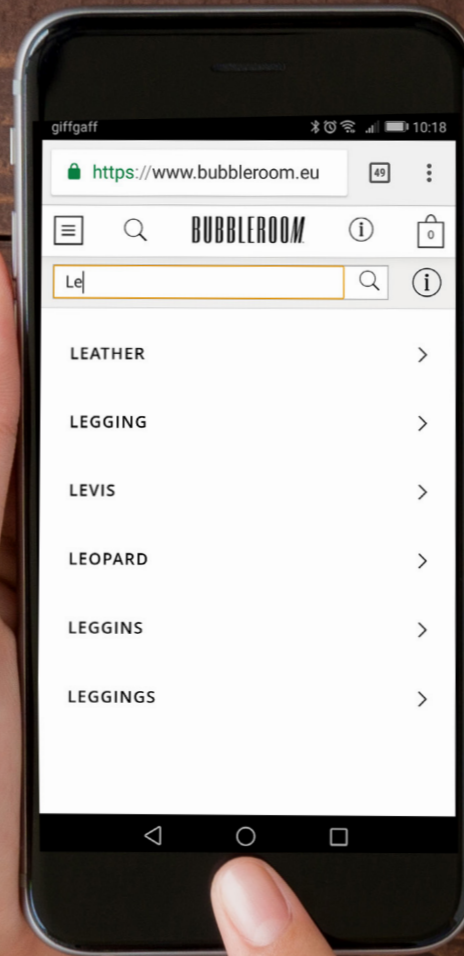 giffgaff 10:18
https://www.bubbleroom.eu 49
BUBBLEROOM i 0
Le i
LEATHER
LEGGING
LEVIS
LEOPARD
LEGGINS
LEGGINGS